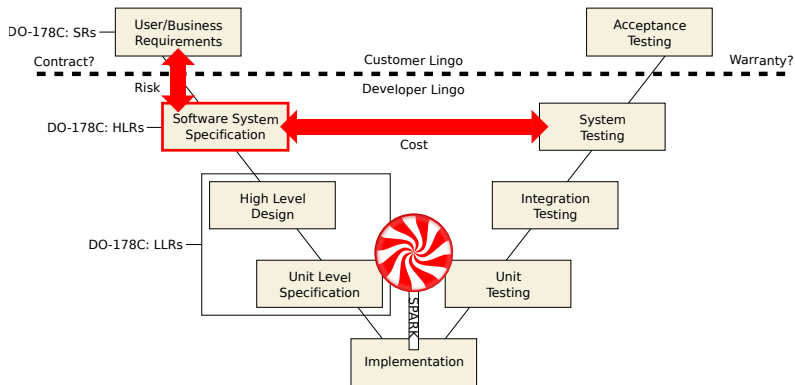 User/Business
Requirements
Acceptance
Testing
DO-178C: SRs
Contract?
Customer Lingo
Warranty?
Risk
Developer Lingo
Software System
Specification
System
Testing
DO-178C: HLRs
Cost
High Level
Design
Integration
Testing
DO-178C: LLRs
Unit Level
Specification
Unit
Testing
SPARK
Implementation